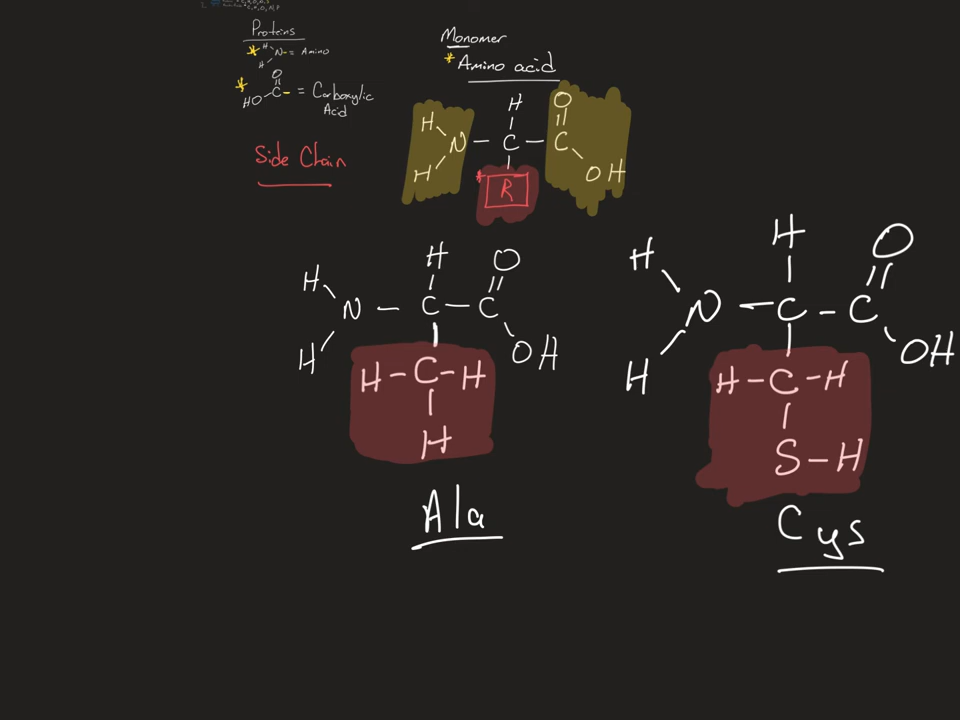 Proteins
H
N- = Amino
H
O
HO C- = Carboxylic
Acid
Side Chain
Monomer
* Amino acid
H O
H
N - C - C
H OH
* R
H O
H
N - C - C
H OH
H - C - H
H
Ala
H O
H
N - C - C
H OH
H - C - H
S - H
Cys